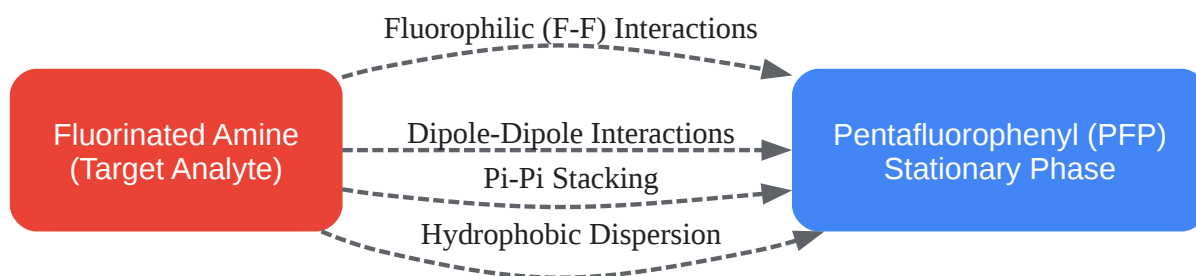 Fluorophilic (F-F) Interactions
Fluorinated Amine
(Target Analyte)
Dipole-Dipole Interactions
Pi-Pi Stacking
Hydrophobic Dispersion
Pentafluorophenyl (PFP)
Stationary Phase